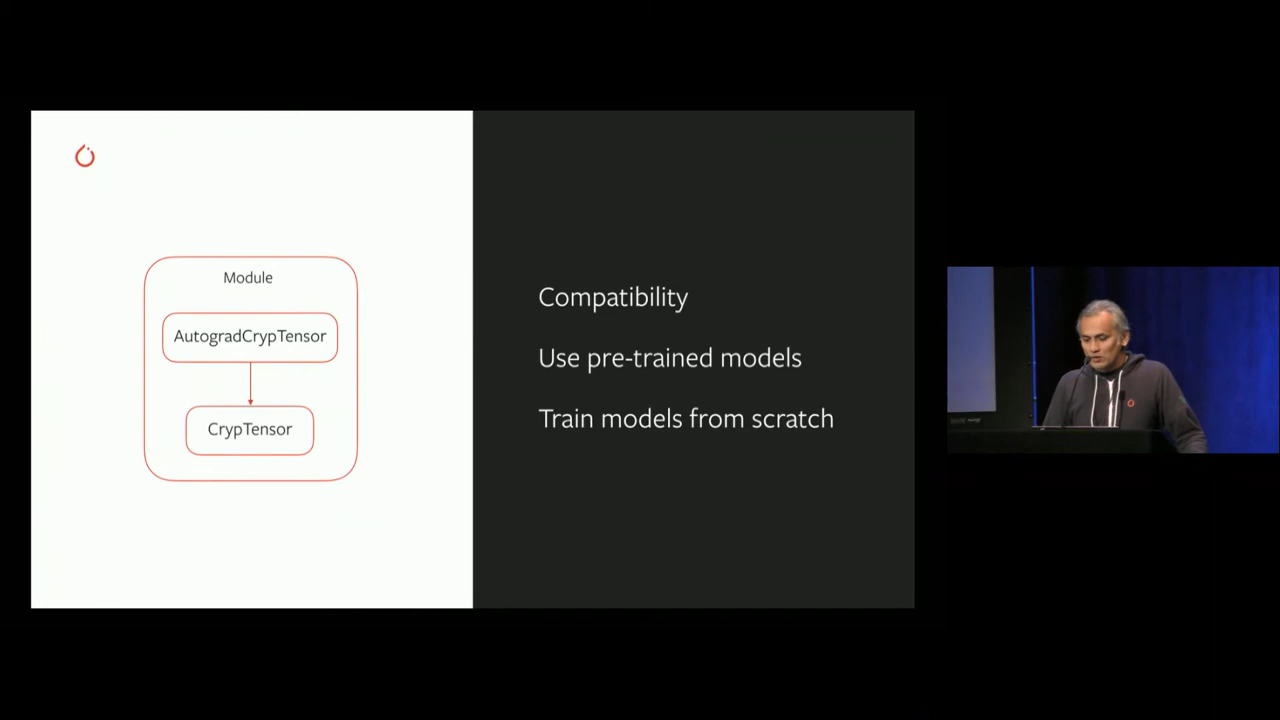 Module
AutogradCrypTensor
CrypTensor
Compatibility
Use pre-trained models
Train models from scratch